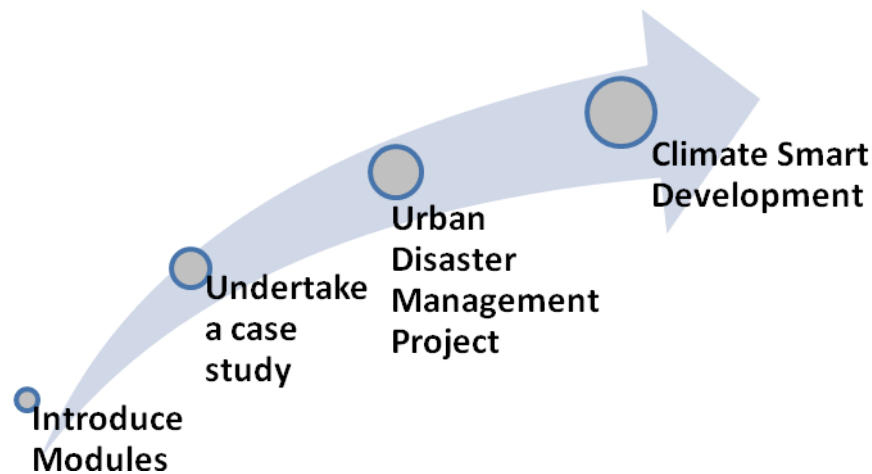 Introduce
Modules
Undertake
a case
study
Urban
Disaster
Management
Project
Climate Smart
Development